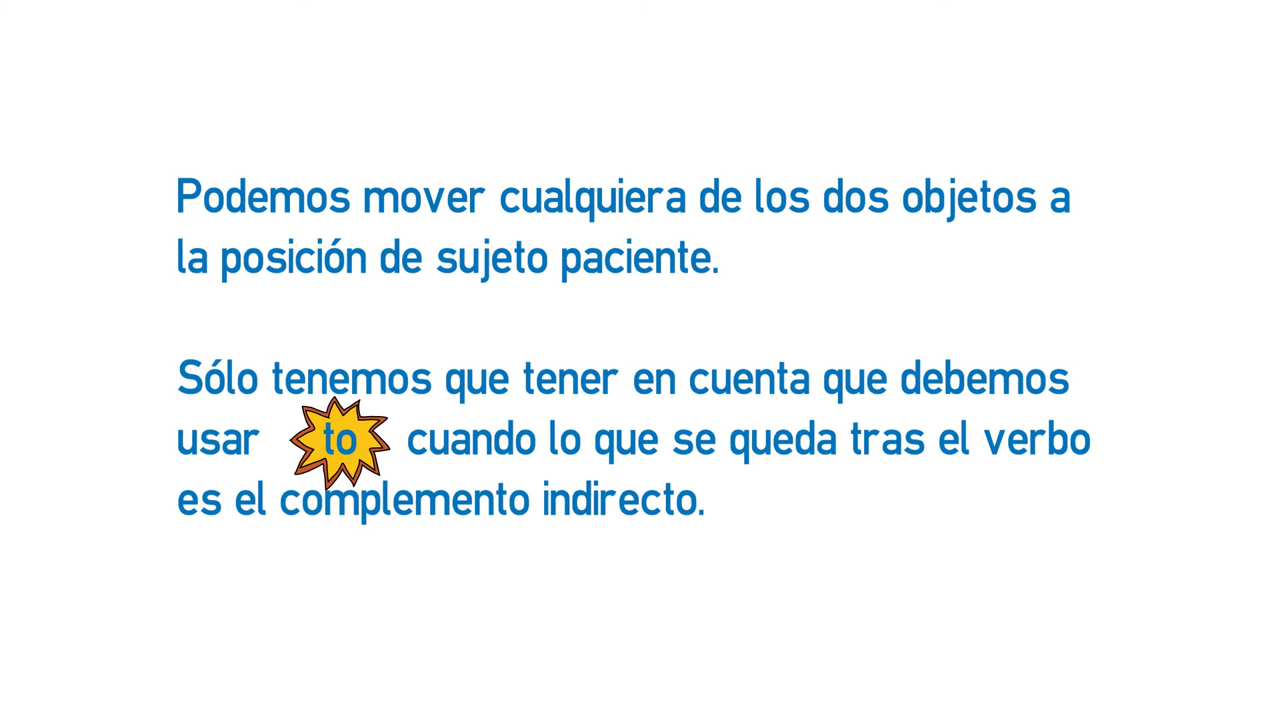 Podemos mover cualquiera de los dos objetos a
la posición de sujeto paciente.
Sólo tenemos que tener en cuenta que debemos
usar to cuando lo que se queda tras el verbo
es el complemento indirecto.